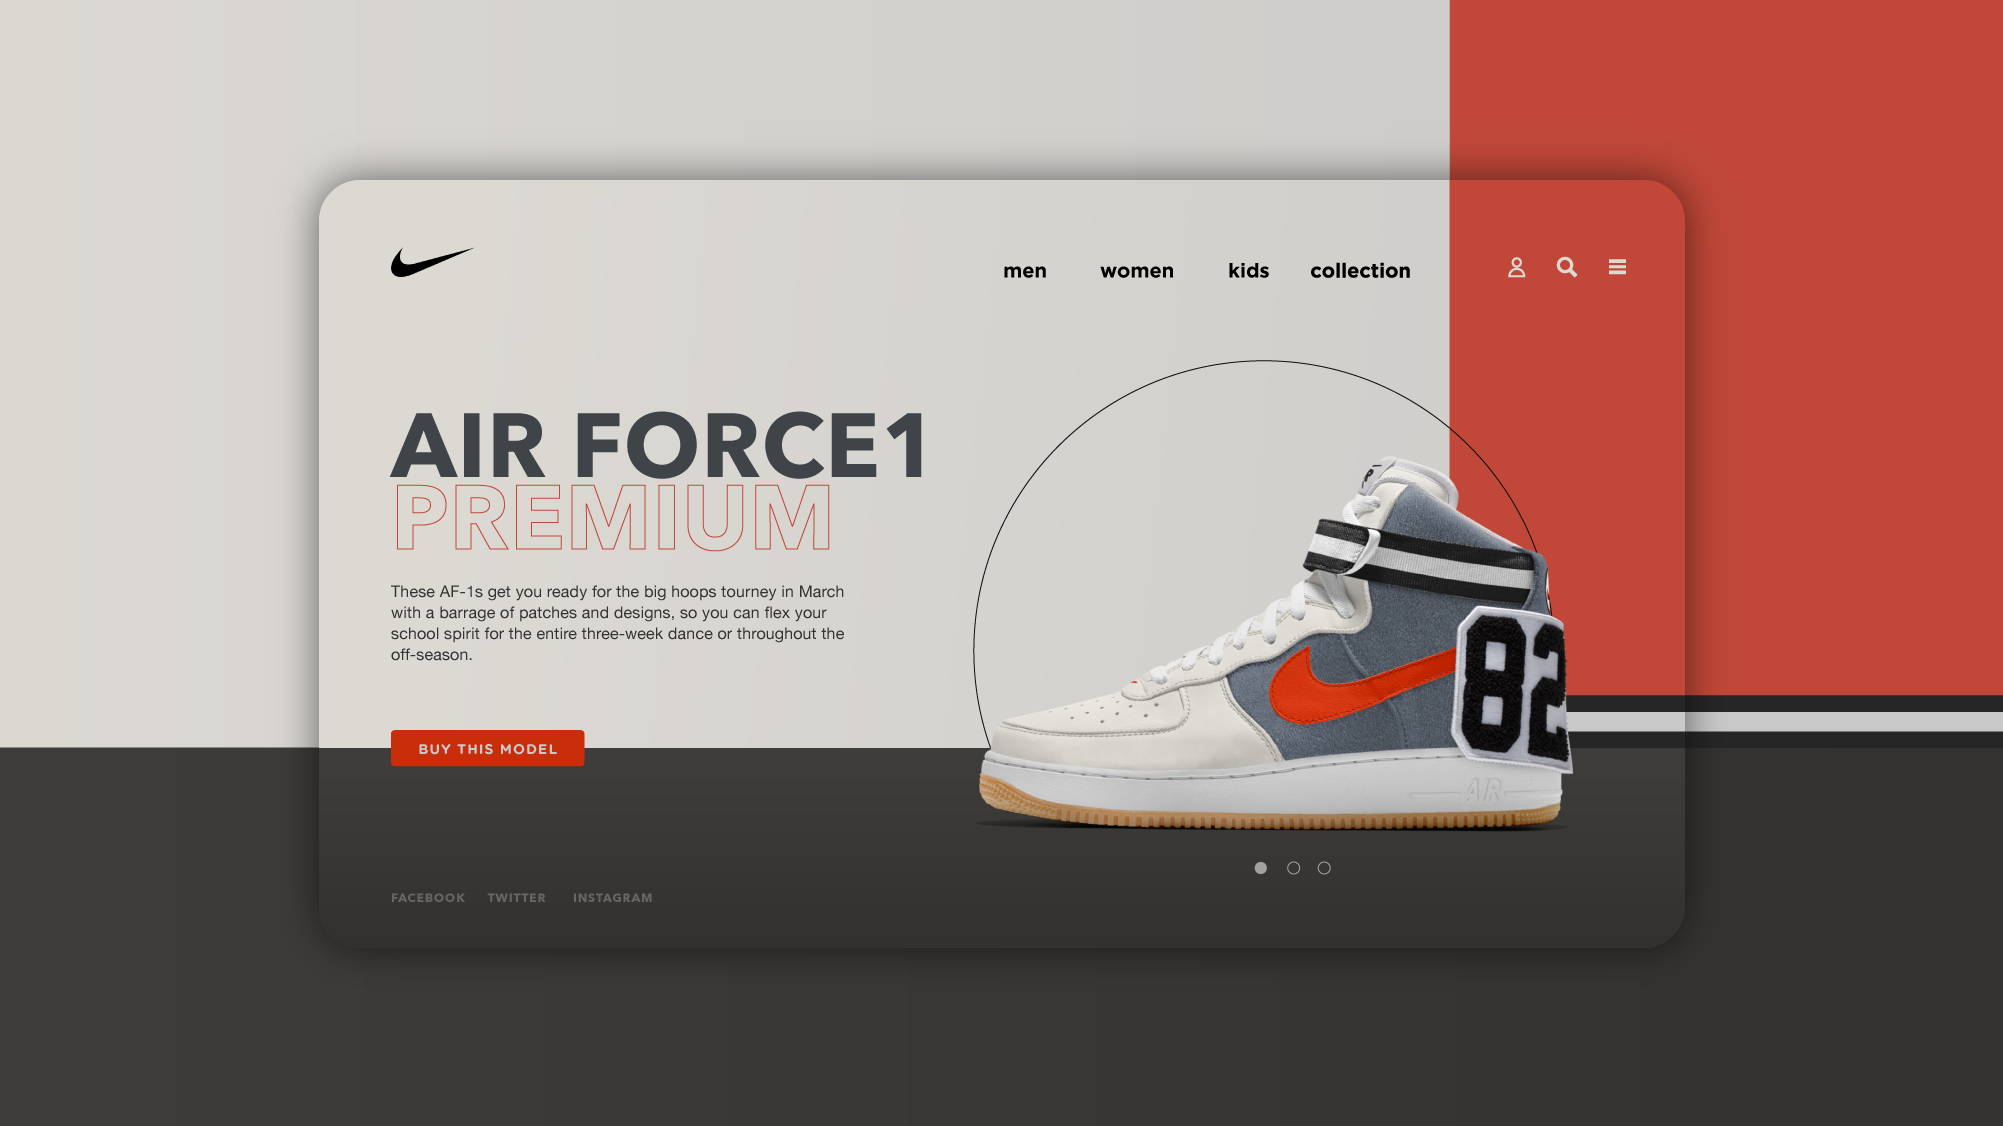 men women kids collection
AIR FORCE1
PREMIUM
These AF-1s get you ready for the big hoops tourney in March
with a barrage of patches and designs, so you can flex your
school spirit for the entire three-week dance or throughout the
off-season.
82
BUY THIS MODEL
AIR
FACEBOOK TWITTER INSTAGRAM